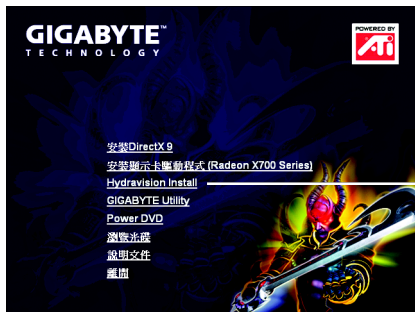 GIGABYTE™
TECHNOLOGY
POWERED BY
ATi
安裝DirectX 9
安裝顯示卡驅動程式 (Radeon X700 Series)
Hydravision Install
GIGABYTE Utility
Power DVD
瀏覽光碟
說明文件
離開